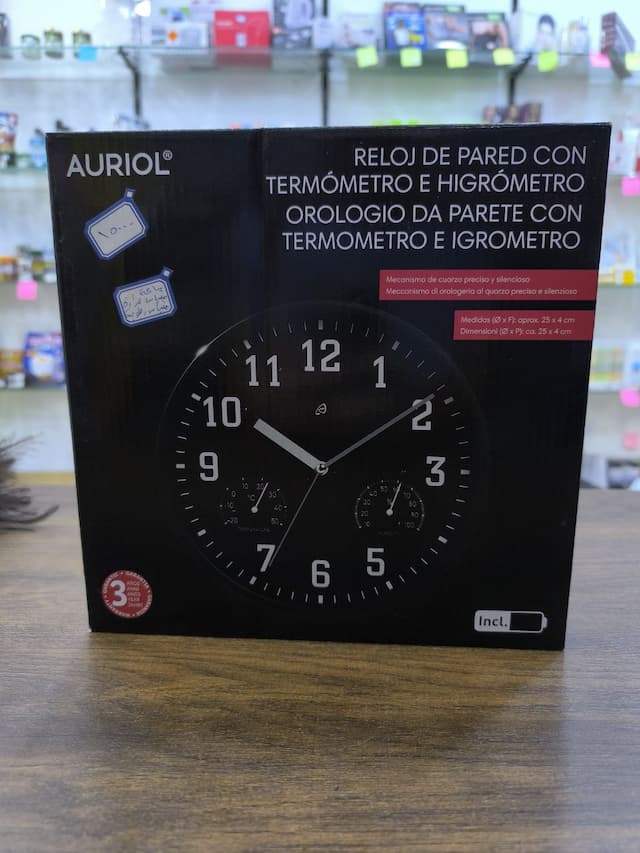 AURIOL®
RELOJ DE PARED CON
TERMÓMETRO E HIGRÓMETRO
OROLOGIO DA PARETE CON
TERMOMETRO E IGROMETRO
Mecanismo de cuarzo preciso y silencioso
Meccanismo di orologeria al quarzo preciso e silenzioso
Medidas (Ø x F): aprox. 25 x 4 cm
Dimensioni (Ø x P): ca. 25 x 4 cm
12
11
1
10
2
9
3
7
6
5
°C
3
Incl.